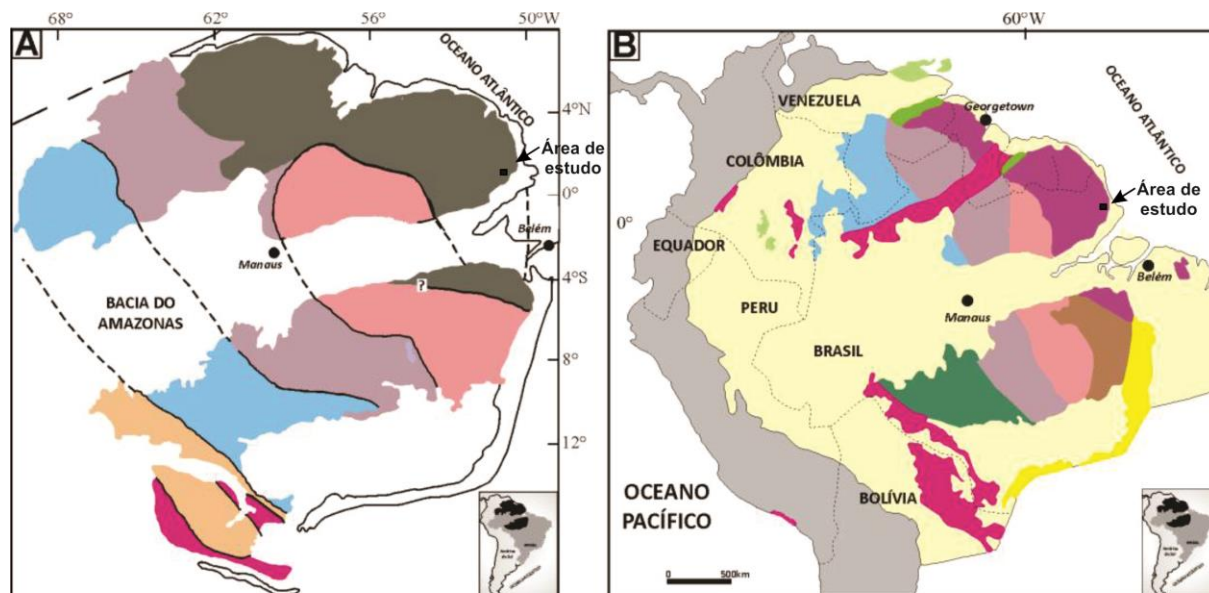 68°
62°
56°
50°W
A
OCEANO ATLÂNTICO
4°N
Área de
estudo
0°
Belém
Manaus
4°S
?
BACIA DO
AMAZONAS
8°
12°
60°W
B
OCEANO ATLÂNTICO
VENEZUELA
Georgetown
COLÔMBIA
Área de
estudo
0°
EQUADOR
Belém
Manaus
PERU
BRASIL
OCEANO
PACÍFICO
BOLÍVIA
0
500km